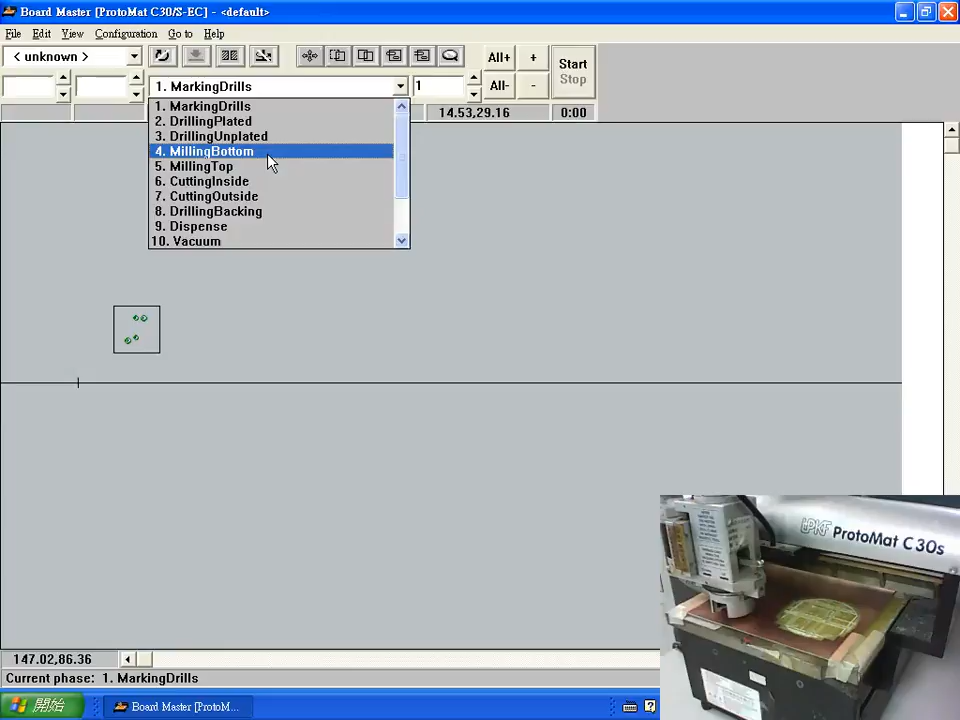 Board Master [ProtoMat C30/S-EC] - <default>
File Edit View Configuration Go to Help
< unknown >
All+ + Start
1. MarkingDrills 1 All- - Stop
14.53,29.16 0:00
1. MarkingDrills
2. DrillingPlated
3. DrillingUnplated
4. MillingBottom
5. MillingTop
6. CuttingInside
7. CuttingOutside
8. DrillingBacking
9. Dispense
10. Vacuum
LPKF ProtoMat C30s
147.02,86.36
Current phase: 1. MarkingDrills
開始 Board Master [ProtoM...